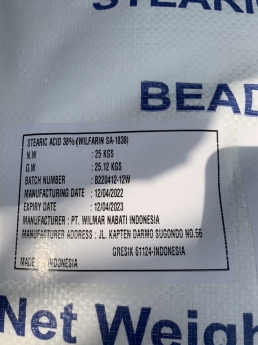 STEARI
BEAD
STEARIC ACID 38% (WILFARIN SA-1838)
N.W : 25 KGS
G.W : 25.12 KGS
BATCH NUMBER : B220412-12W
MANUFACTURING DATE : 12/04/2022
EXPIRY DATE : 12/04/2023
MANUFACTURER : PT. WILMAR NABATI INDONESIA
MANUFACTURER ADDRESS : JL. KAPTEN DARMO SUGONDO NO.56
GRESIK 61124-INDONESIA
MADE INDONESIA
Net Weigh